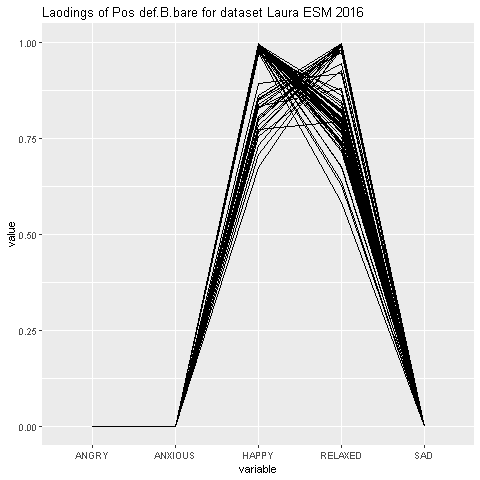 Laodings of Pos def.B.bare for dataset Laura ESM 2016
1.00
0.75
value
0.50
0.25
0.00
ANGRY ANXIOUS HAPPY RELAXED SAD
variable